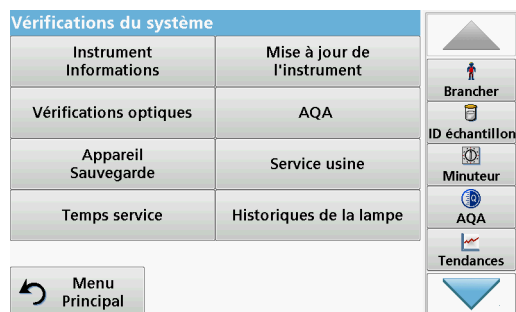 Vérifications du système
Instrument
Informations
Mise à jour de
l'instrument
Vérifications optiques
AQA
Appareil
Sauvegarde
Service usine
Temps service
Historiques de la lampe
Menu
Principal
Brancher
ID échantillon
Minuteur
AQA
Tendances